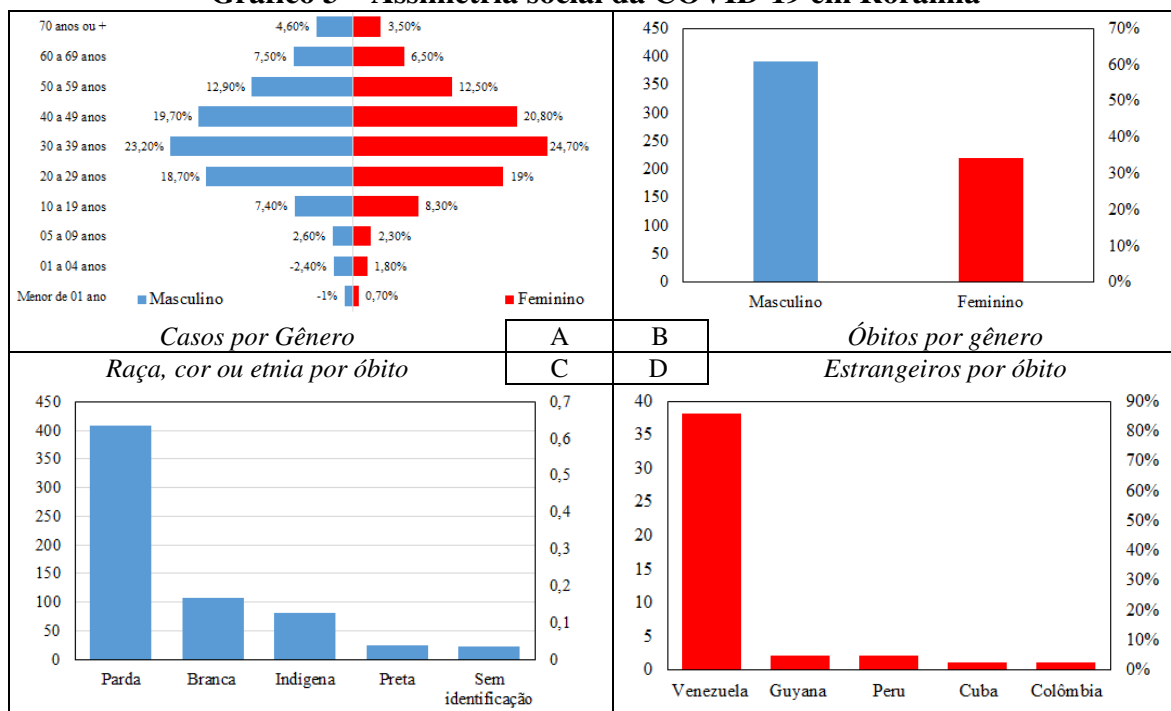 Gráfico 3 – Assimetria social da COVID-19 em Roraima
70 anos ou + 4,60% 3,50%
60 a 69 anos 7,50% 6,50%
50 a 59 anos 12,90% 12,50%
40 a 49 anos 19,70% 20,80%
30 a 39 anos 23,20% 24,70%
20 a 29 anos 18,70% 19%
10 a 19 anos 7,40% 8,30%
05 a 09 anos 2,60% 2,30%
01 a 04 anos -2,40% 1,80%
Menor de 01 ano Masculino -1% 0,70% Feminino
Casos por Gênero
A
450 70%
400 60%
350
300 50%
250 40%
200 30%
150 20%
100
50 10%
0 0%
Masculino Feminino
B
Óbitos por gênero
Raça, cor ou etnia por óbito
C
450 0,7
400 0,6
350
300 0,5
250 0,4
200 0,3
150 0,2
100
50 0,1
0 0
Parda Branca Indigena Preta Sem
identificação
D
Estrangeiros por óbito
40 90%
35 80%
30 70%
25 60%
20 50%
15 40%
10 30%
5 20%
0 10%
0%
Venezuela Guyana Peru Cuba Colômbia